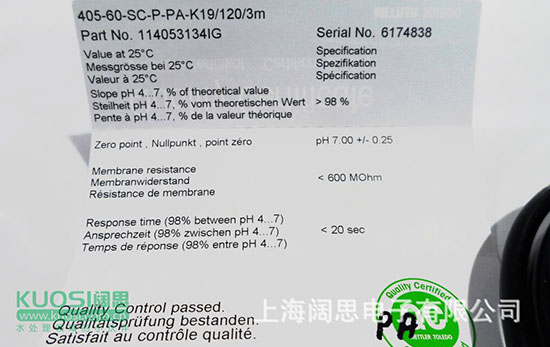 405-60-SC-P-PA-K19/120/3m
METTLER TOLEDO
Part No. 114053134IG
Serial No. 6174838
Value at 25°C
Specification
Messgrösse bei 25°C
Spezifikation
Valeur à 25°C
Spécification
Slope pH 4...7, % of theoretical value
Steilheit pH 4...7, % vom theoretischen Wert
> 98 %
Pente à pH 4...7, % de la valeur théorique
Zero point , Nullpunkt , point zéro
pH 7.00 +/- 0.25
Membrane resistance
Membranwiderstand
< 600 MOhm
Résistance de membrane
Response time (98% between pH 4...7)
Ansprechzeit (98% zwischen pH 4...7)
< 20 sec
Temps de réponse (98% entre pH 4...7)
KUOSI阔思
上海阔思电子有限公司
Quality Control passed.
Qualitätsprüfung bestanden.
Satisfait au contrôle qualité.
Quality Certified
PA
METTLER TOLEDO